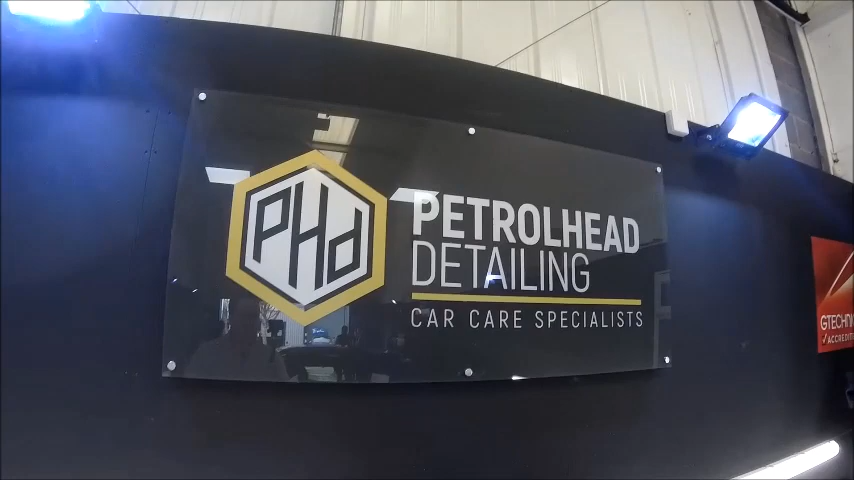 PHd
PETROLHEAD
DETAILING
CAR CARE SPECIALISTS